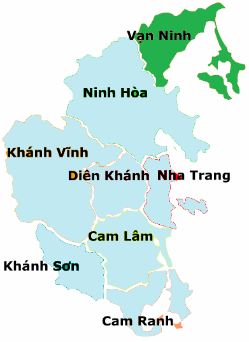 Vạn Ninh
Ninh Hòa
Khánh Vĩnh
Diên Khánh
Nha Trang
Cam Lâm
Khánh Sơn
Cam Ranh